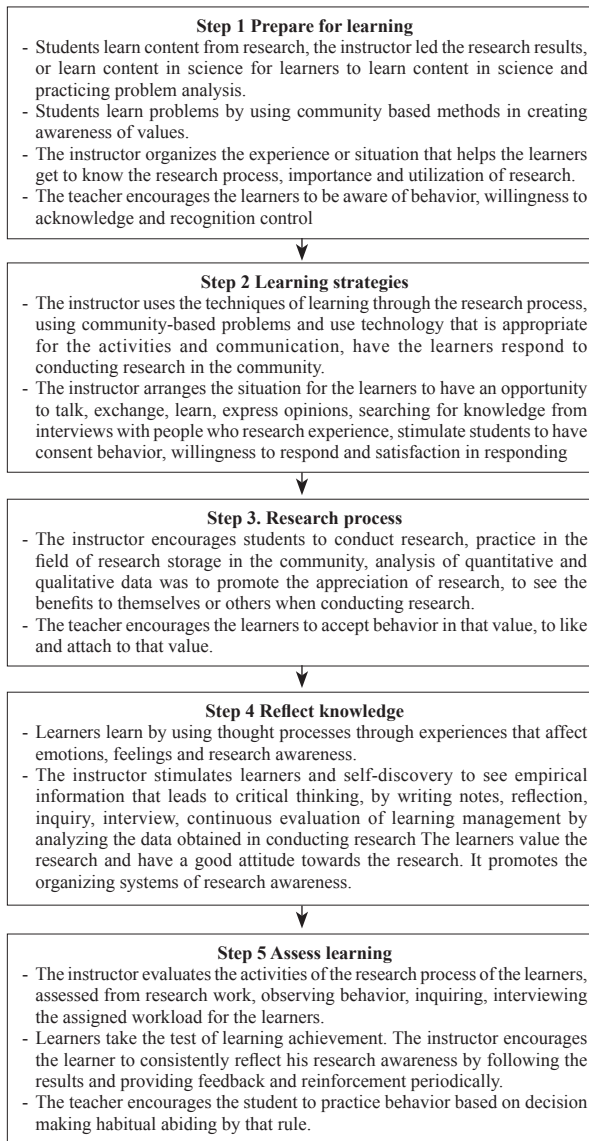 Step 1 Prepare for learning
- Students learn content from research, the instructor led the research results,
or learn content in science for learners to learn content in science and
practicing problem analysis.
- Students learn problems by using community based methods in creating
awareness of values.
- The instructor organizes the experience or situation that helps the learners
get to know the research process, importance and utilization of research.
- The teacher encourages the learners to be aware of behavior, willingness to
acknowledge and recognition control
Step 2 Learning strategies
- The instructor uses the techniques of learning through the research process,
using community-based problems and use technology that is appropriate
for the activities and communication, have the learners respond to
conducting research in the community.
- The instructor arranges the situation for the learners to have an opportunity
to talk, exchange, learn, express opinions, searching for knowledge from
interviews with people who research experience, stimulate students to have
consent behavior, willingness to respond and satisfaction in responding
Step 3. Research process
- The instructor encourages students to conduct research, practice in the
field of research storage in the community, analysis of quantitative and
qualitative data was to promote the appreciation of research, to see the
benefits to themselves or others when conducting research.
- The teacher encourages the learners to accept behavior in that value, to like
and attach to that value.
Step 4 Reflect knowledge
- Learners learn by using thought processes through experiences that affect
emotions, feelings and research awareness.
- The instructor stimulates learners and self-discovery to see empirical
information that leads to critical thinking, by writing notes, reflection,
inquiry, interview, continuous evaluation of learning management by
analyzing the data obtained in conducting research The learners value the
research and have a good attitude towards the research. It promotes the
organizing systems of research awareness.
Step 5 Assess learning
- The instructor evaluates the activities of the research process of the learners,
assessed from research work, observing behavior, inquiring, interviewing
the assigned workload for the learners.
- Learners take the test of learning achievement. The instructor encourages
the learner to consistently reflect his research awareness by following the
results and providing feedback and reinforcement periodically.
- The teacher encourages the student to practice behavior based on decision
making habitual abiding by that rule.